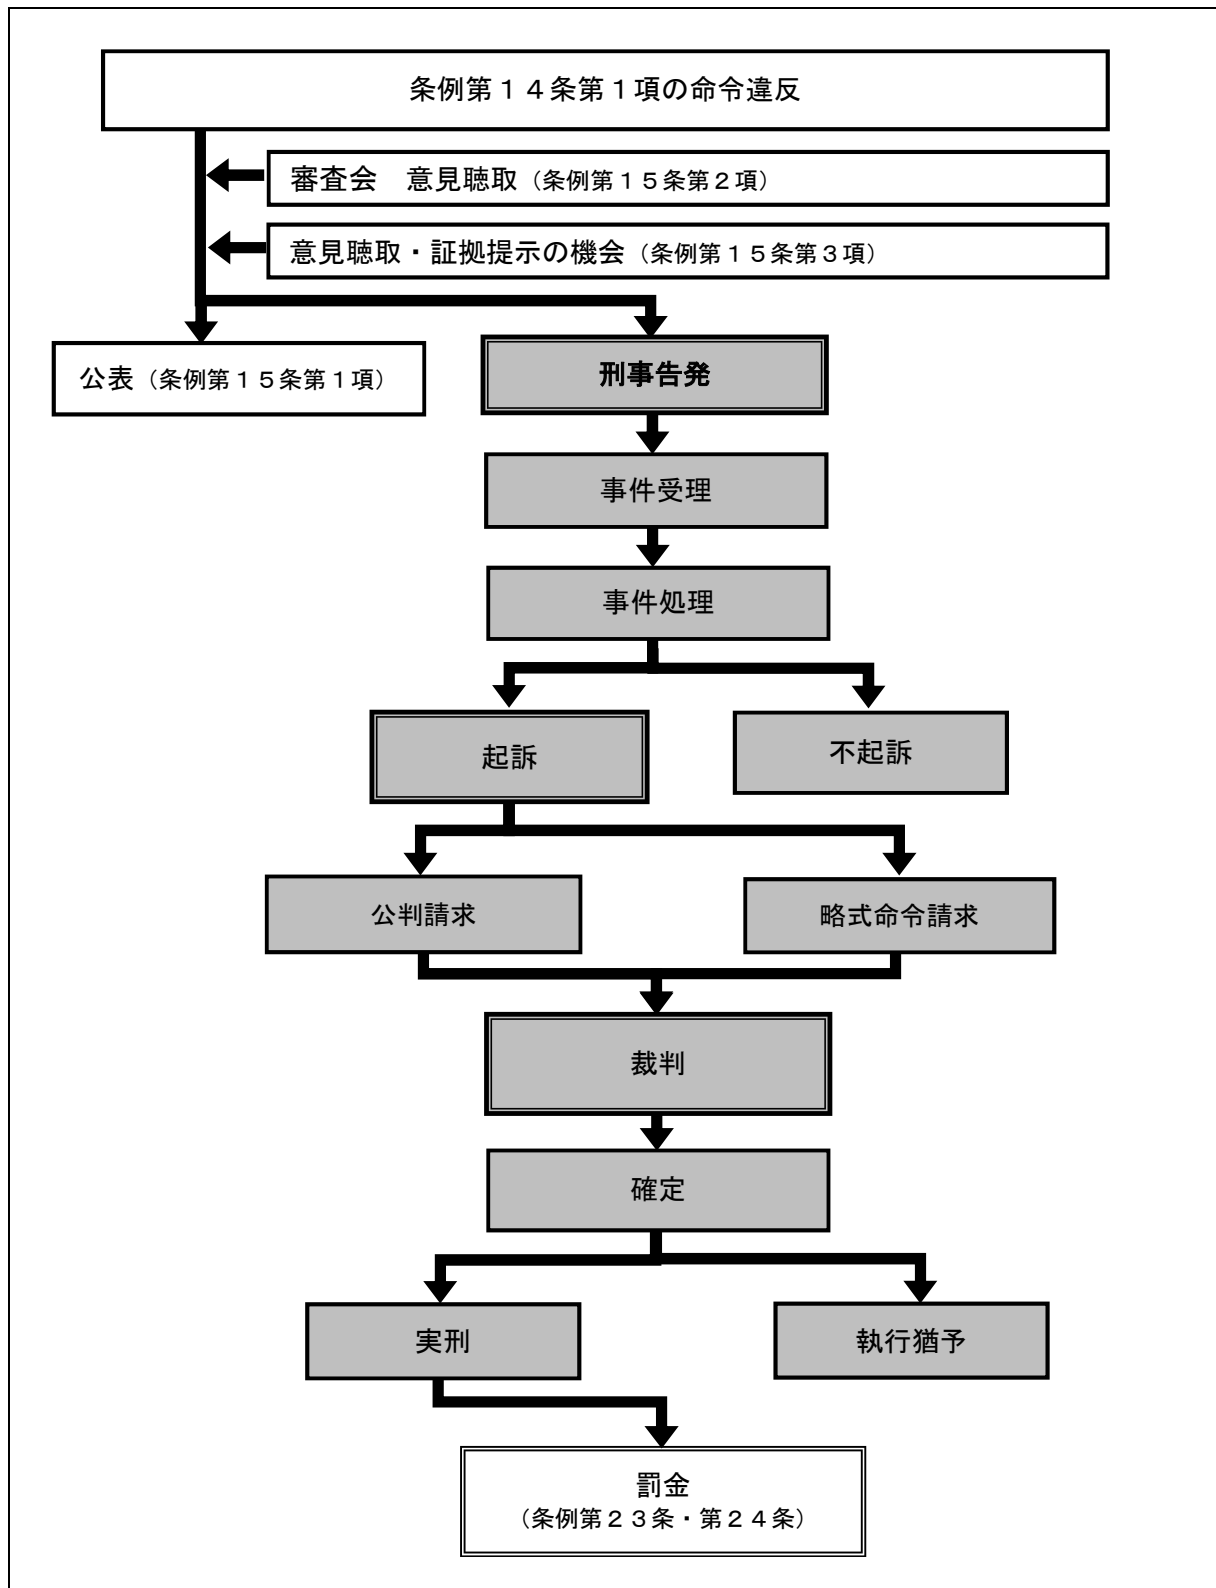 条例第１４条第１項の命令違反
審査会　意見聴取（条例第１５条第２項）
意見聴取・証拠提示の機会（条例第１５条第３項）
公表（条例第１５条第１項）
刑事告発
事件受理
事件処理
起訴
不起訴
公判請求
略式命令請求
裁判
確定
実刑
執行猶予
罰金
（条例第２３条・第２４条）